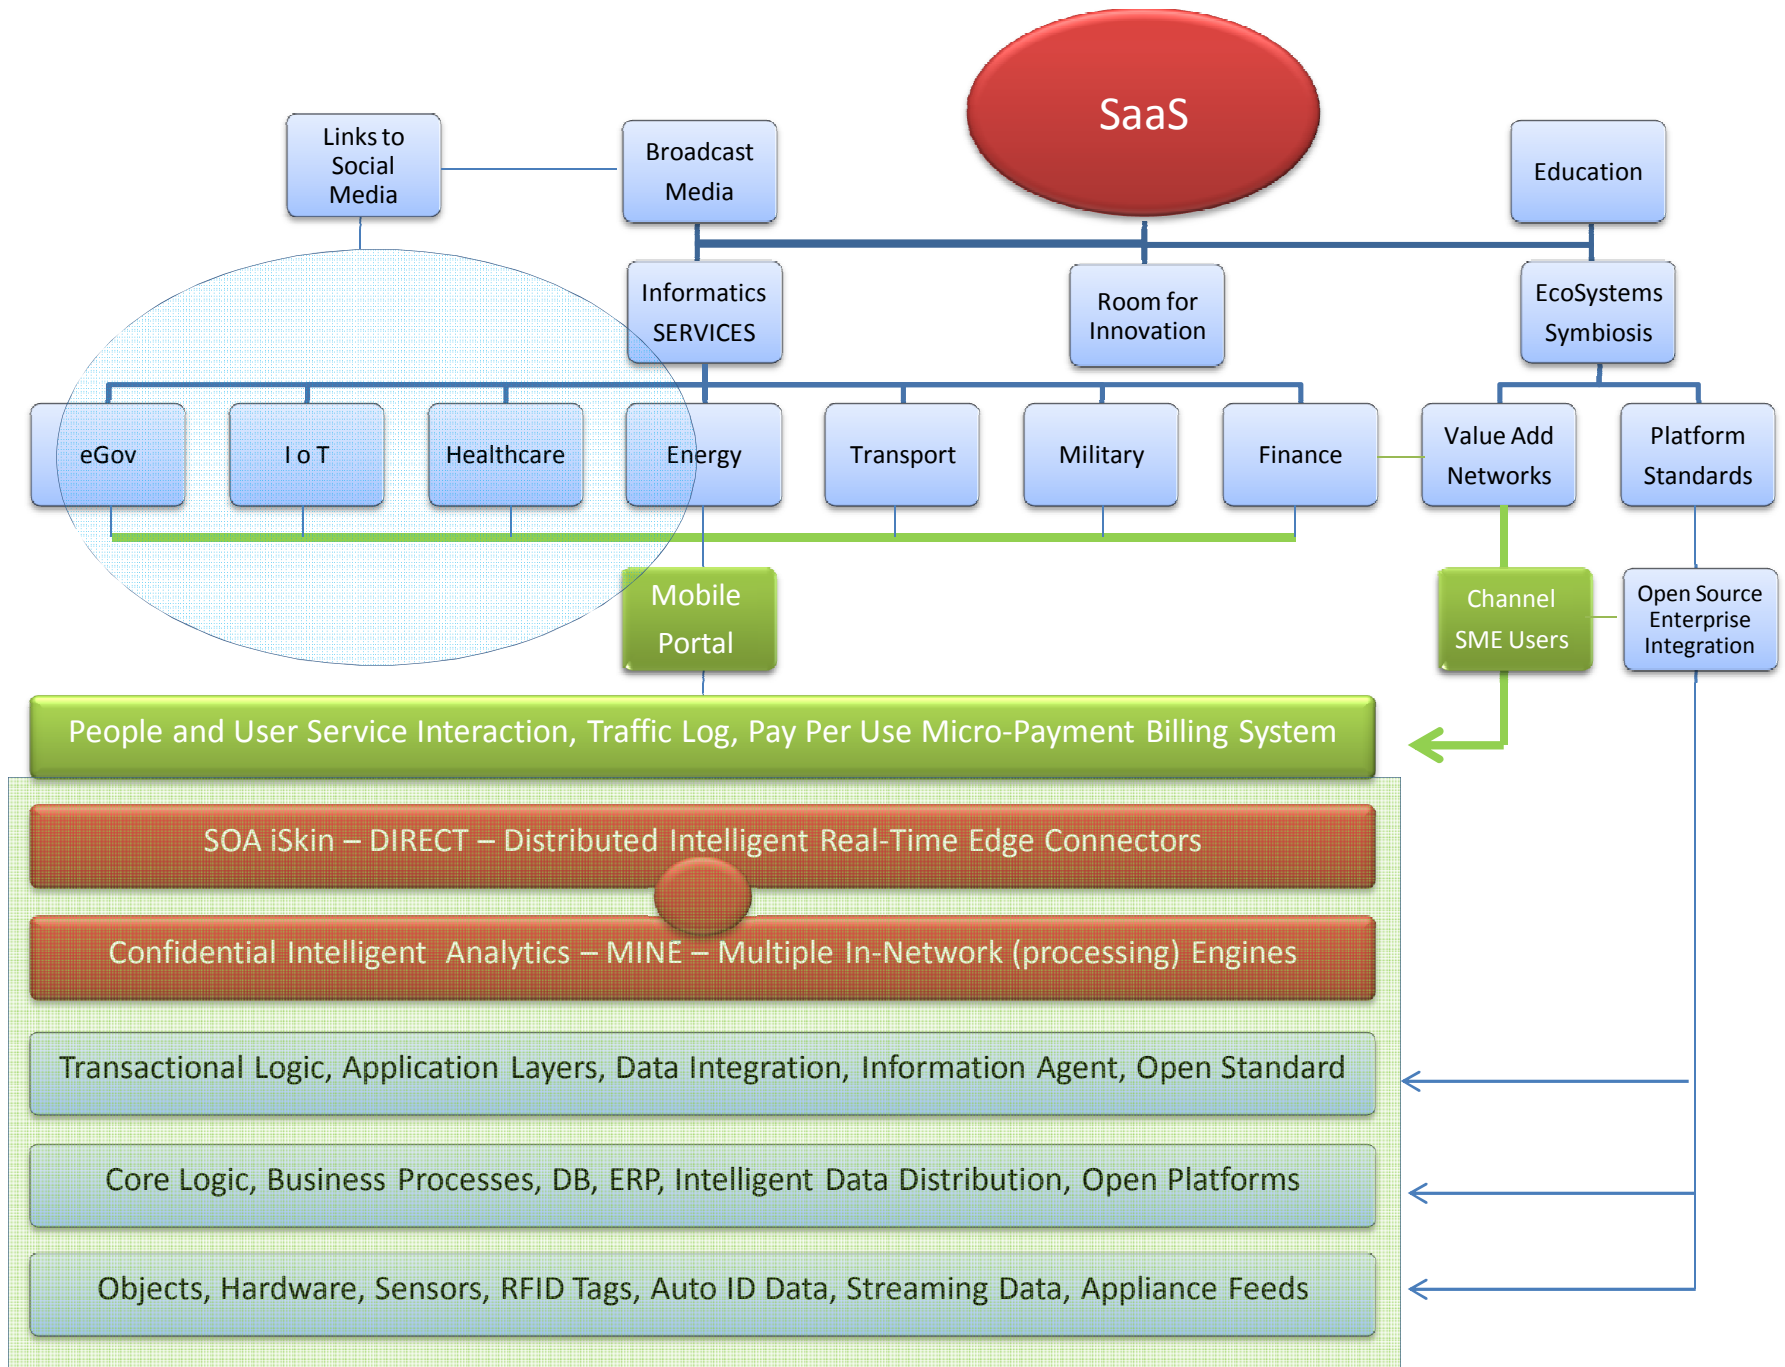 SaaS
Links to
Social
Media
Broadcast
Media
Education
Informatics
SERVICES
Room for
Innovation
EcoSystems
Symbiosis
eGov
I o T
Healthcare
Energy
Transport
Military
Finance
Value Add
Networks
Platform
Standards
Mobile
Portal
Channel
SME Users
Open Source
Enterprise
Integration
People and User Service Interaction, Traffic Log, Pay Per Use Micro-Payment Billing System
SOA iSkin – DIRECT – Distributed Intelligent Real-Time Edge Connectors
Confidential Intelligent Analytics – MINE – Multiple In-Network (processing) Engines
Transactional Logic, Application Layers, Data Integration, Information Agent, Open Standard
Core Logic, Business Processes, DB, ERP, Intelligent Data Distribution, Open Platforms
Objects, Hardware, Sensors, RFID Tags, Auto ID Data, Streaming Data, Appliance Feeds